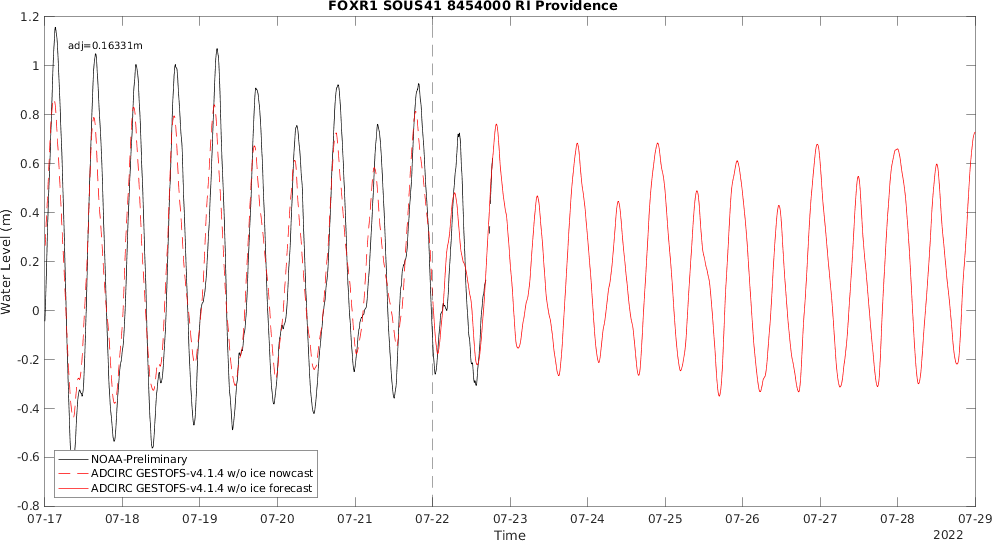 FOXR1 SOUS41 8454000 RI Providence
adj=0.16331m
1.2
1
0.8
0.6
0.4
0.2
0
-0.2
-0.4
-0.6
-0.8
Water Level (m)
NOAA-Preliminary
ADCIRC GESTOFS-v4.1.4 w/o ice nowcast
ADCIRC GESTOFS-v4.1.4 w/o ice forecast
07-17 07-18 07-19 07-20 07-21 07-22 07-23 07-24 07-25 07-26 07-27 07-28 07-29
Time
2022